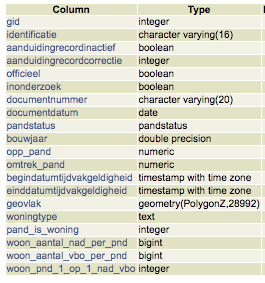 Column Type
gid integer
identificatie character varying(16)
aanduidingrecordinactief boolean
aanduidingrecordcorrectie integer
officieel boolean
inonderzoek boolean
documentnummer character varying(20)
documentdatum date
pandstatus pandstatus
bouwjaar double precision
opp_pand numeric
omtrek_pand numeric
begindatumtijdvakgeldigheid timestamp with time zone
einddatumtijdvakgeldigheid timestamp with time zone
geovlak geometry(PolygonZ,28992)
woningtype text
pand_is_woning integer
woon_aantal_nad_per_pnd bigint
woon_aantal_vbo_per_pnd bigint
woon_pnd_1_op_1_nad_vbo integer